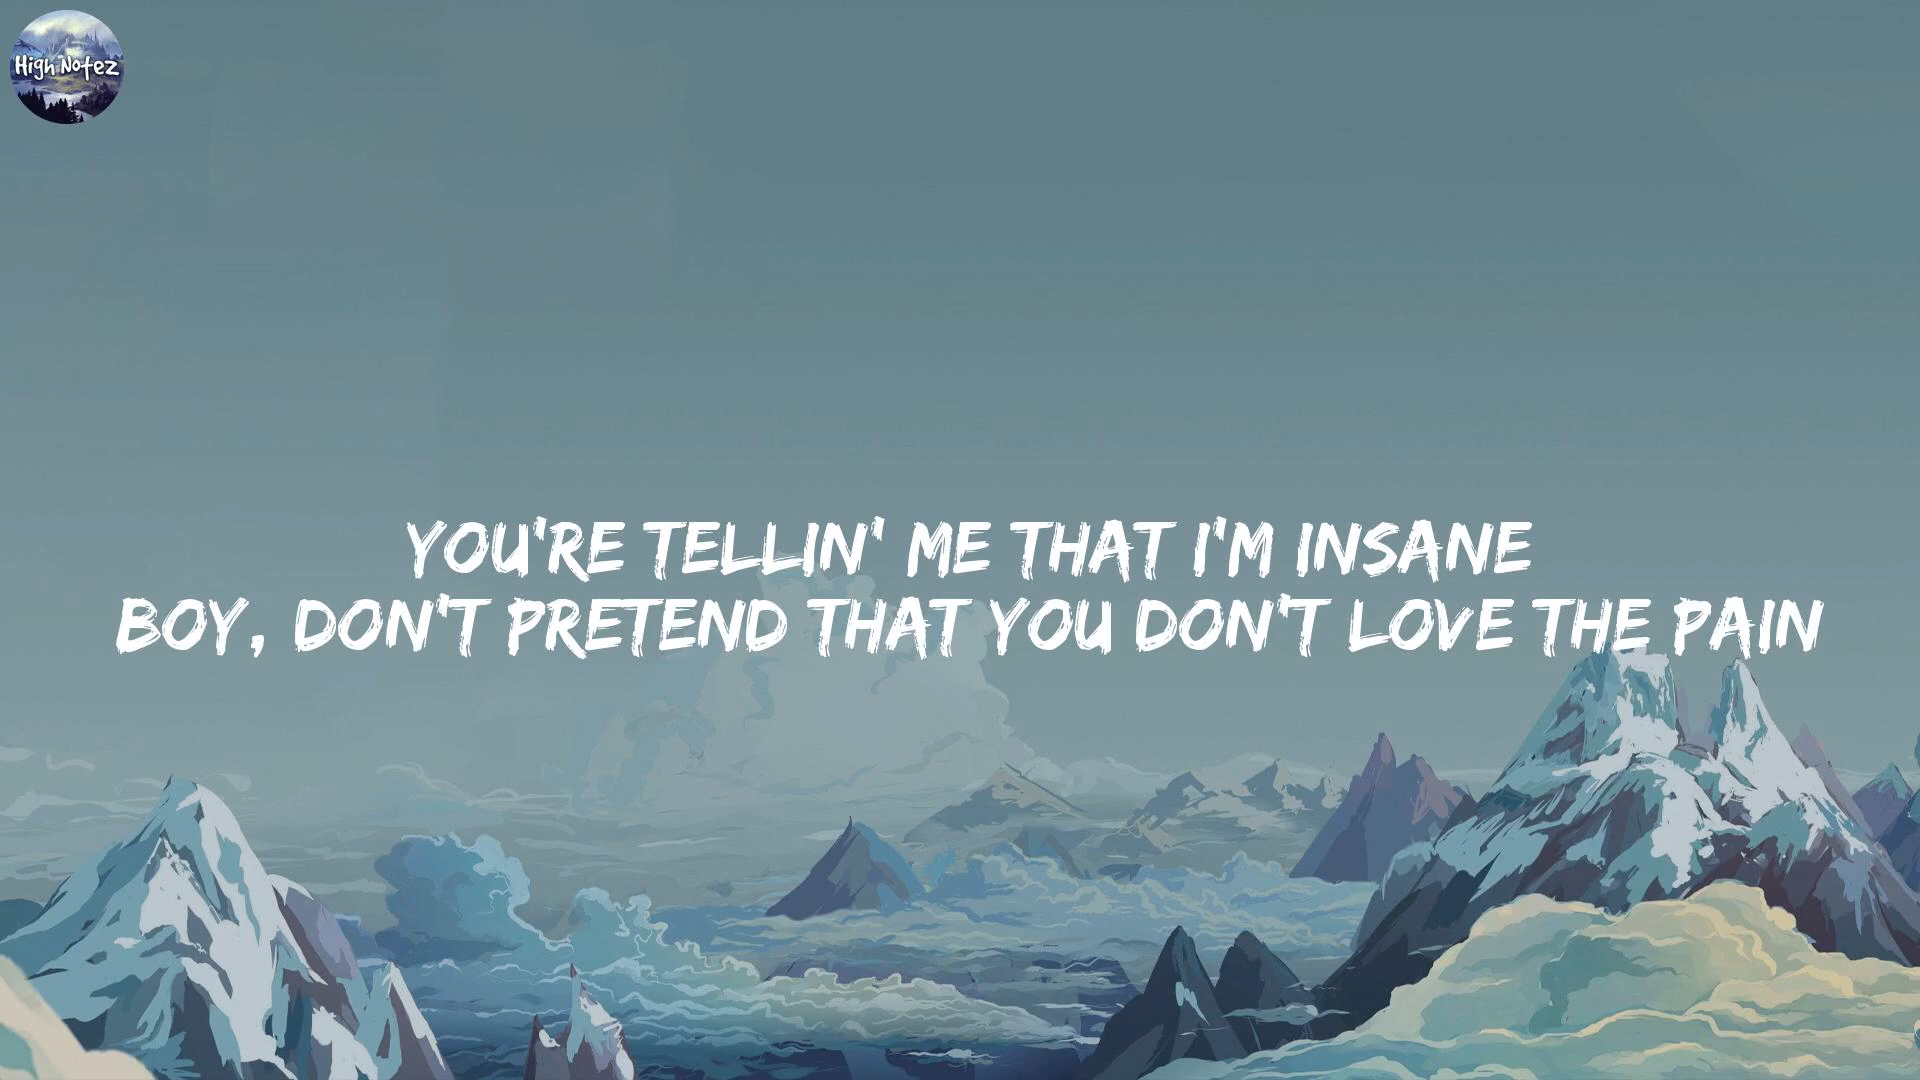 High Notez
YOU'RE TELLIN' ME THAT I'M INSANE
BOY, DON'T PRETEND THAT YOU DON'T LOVE THE PAIN